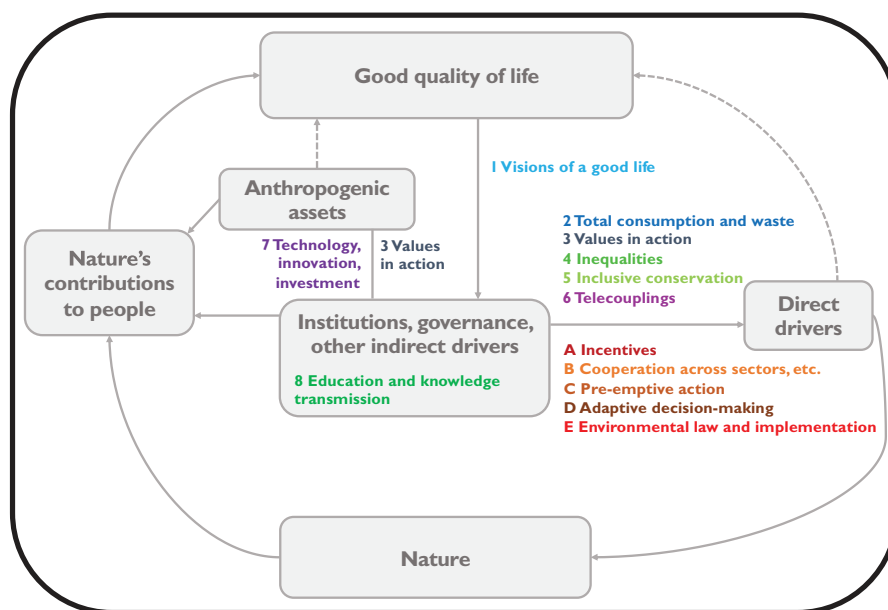 Good quality of life
1 Visions of a good life
Anthropogenic
assets
2 Total consumption and waste
3 Values in action
4 Inequalities
5 Inclusive conservation
6 Telecouplings
7 Technology,
innovation,
investment
3 Values
in action
Nature's
contributions
to people
Institutions, governance,
other indirect drivers
8 Education and knowledge
transmission
Direct
drivers
A Incentives
B Cooperation across sectors, etc.
C Pre-emptive action
D Adaptive decision-making
E Environmental law and implementation
Nature